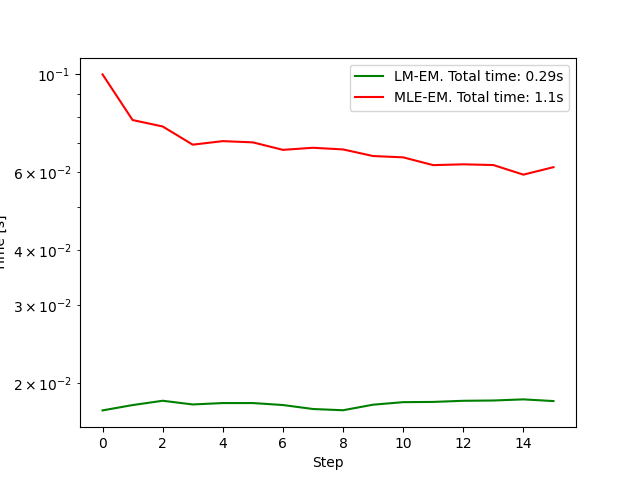 LM-EM. Total time: 0.29s
MLE-EM. Total time: 1.1s
10⁻¹
6 × 10⁻²
4 × 10⁻²
3 × 10⁻²
2 × 10⁻²
0 2 4 6 8 10 12 14
Step